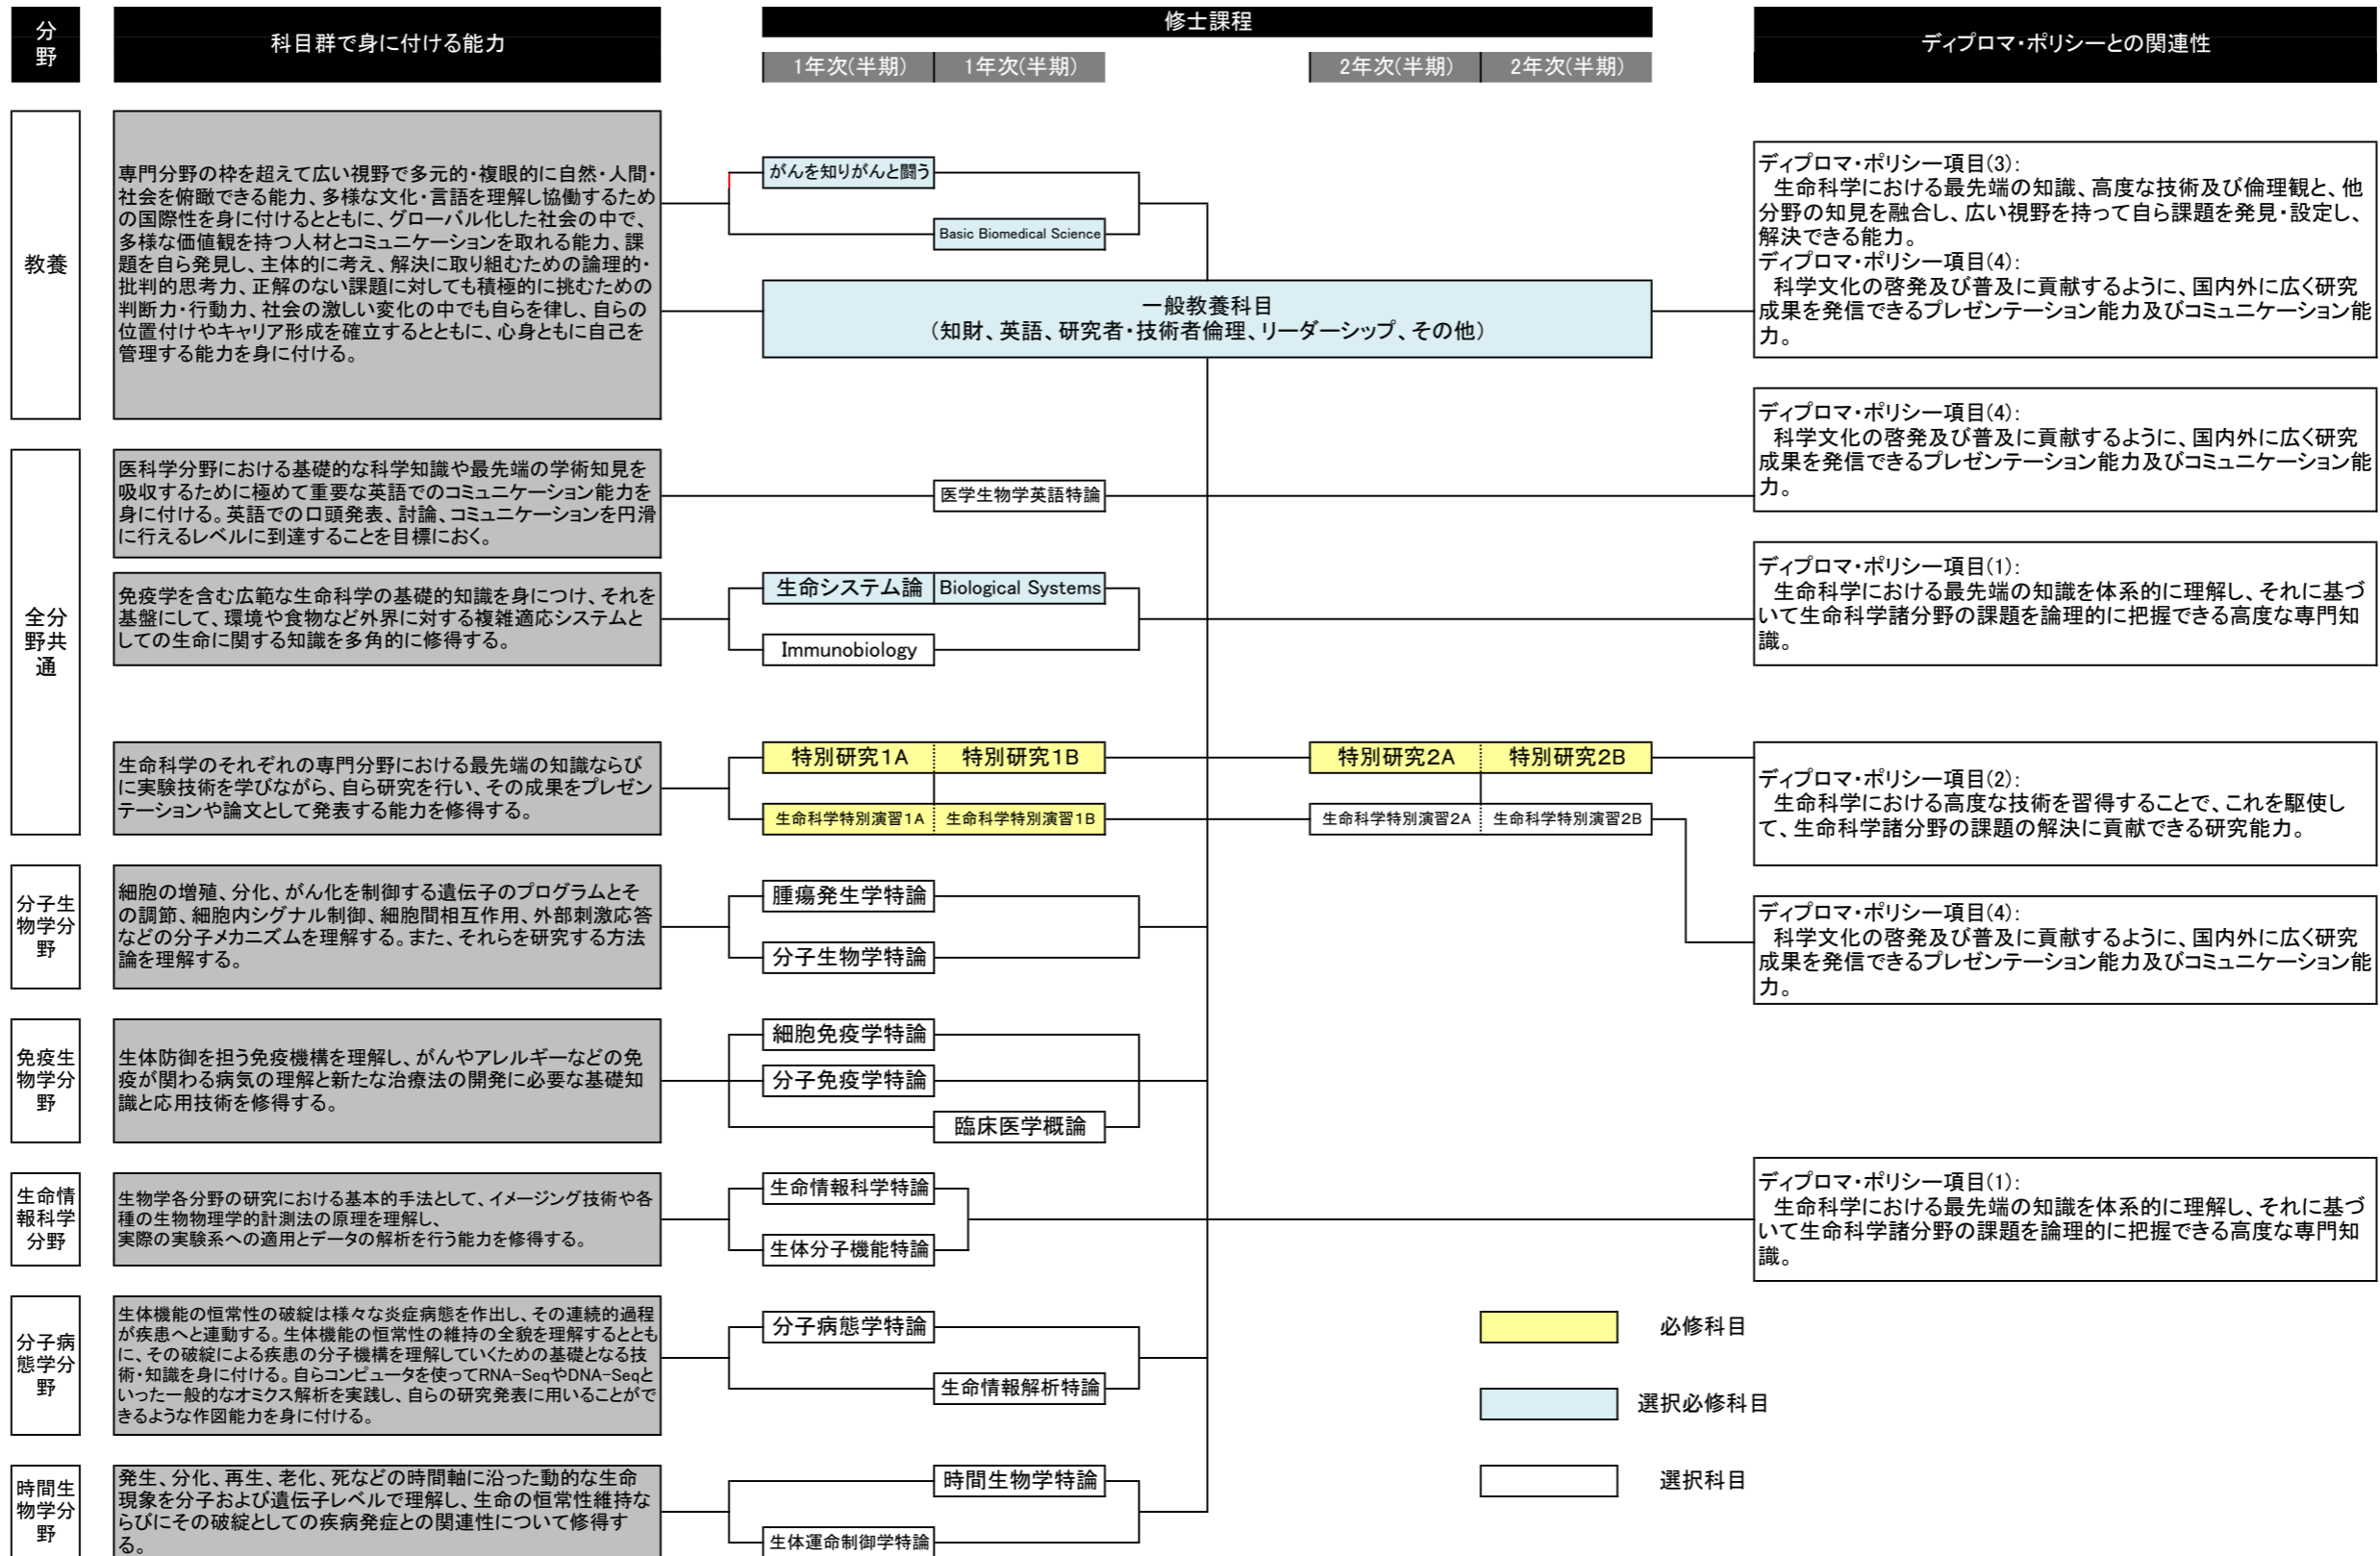 分
野
科目群で身に付ける能力
修士課程
1年次(半期)
1年次(半期)
2年次(半期)
2年次(半期)
ディプロマ・ポリシーとの関連性
教養
専門分野の枠を超えて広い視野で多元的・複眼的に自然・人間・
社会を俯瞰できる能力、多様な文化・言語を理解し協働するため
の国際性を身に付けるとともに、グローバル化した社会の中で、
多様な価値観を持つ人材とコミュニケーションを取れる能力、課
題を自ら発見し、主体的に考え、解決に取り組むための論理的・
批判的思考力、正解のない課題に対しても積極的に挑むための
判断力・行動力、社会の激しい変化の中でも自らを律し、自らの
位置付けやキャリア形成を確立するとともに、心身ともに自己を
管理する能力を身に付ける。
がんを知りがんと闘う
Basic Biomedical Science
一般教養科目
(知財、英語、研究者・技術者倫理、リーダーシップ、その他)
ディプロマ・ポリシー項目(3):
生命科学における最先端の知識、高度な技術及び倫理観と、他
分野の知見を融合し、広い視野を持って自ら課題を発見・設定し、
解決できる能力。
ディプロマ・ポリシー項目(4):
科学文化の啓発及び普及に貢献するように、国内外に広く研究
成果を発信できるプレゼンテーション能力及びコミュニケーション能
力。
全分
野共
通
医科学分野における基礎的な科学知識や最先端の学術知見を
吸収するために極めて重要な英語でのコミュニケーション能力を
身に付ける。英語での口頭発表、討論、コミュニケーションを円滑
に行えるレベルに到達することを目標におく。
医学生物学英語特論
ディプロマ・ポリシー項目(4):
科学文化の啓発及び普及に貢献するように、国内外に広く研究
成果を発信できるプレゼンテーション能力及びコミュニケーション能
力。
免疫学を含む広範な生命科学の基礎的知識を身につけ、それを
基盤にして、環境や食物など外界に対する複雑適応システムと
しての生命に関する知識を多角的に修得する。
生命システム論
Biological Systems
Immunobiology
ディプロマ・ポリシー項目(1):
生命科学における最先端の知識を体系的に理解し、それに基づ
いて生命科学諸分野の課題を論理的に把握できる高度な専門知
識。
生命科学のそれぞれの専門分野における最先端の知識ならび
に実験技術を学びながら、自ら研究を行い、その成果をプレゼン
テーションや論文として発表する能力を修得する。
特別研究1A
特別研究1B
特別研究2A
特別研究2B
生命科学特別演習1A
生命科学特別演習1B
生命科学特別演習2A
生命科学特別演習2B
ディプロマ・ポリシー項目(2):
生命科学における高度な技術を習得することで、これを駆使し
て、生命科学諸分野の課題の解決に貢献できる研究能力。
分子生
物学分
野
細胞の増殖、分化、がん化を制御する遺伝子のプログラムとそ
の調節、細胞内シグナル制御、細胞間相互作用、外部刺激応答
などの分子メカニズムを理解する。また、それらを研究する方法
論を理解する。
腫瘍発生学特論
分子生物学特論
ディプロマ・ポリシー項目(4):
科学文化の啓発及び普及に貢献するように、国内外に広く研究
成果を発信できるプレゼンテーション能力及びコミュニケーション能
力。
免疫生
物学分
野
生体防御を担う免疫機構を理解し、がんやアレルギーなどの免
疫が関わる病気の理解と新たな治療法の開発に必要な基礎知
識と応用技術を修得する。
細胞免疫学特論
分子免疫学特論
臨床医学概論
生命情
報科学
分野
生物学各分野の研究における基本的手法として、イメージング技術や各
種の生物物理学的計測法の原理を理解し、
実際の実験系への適用とデータの解析を行う能力を修得する。
生命情報科学特論
生体分子機能特論
ディプロマ・ポリシー項目(1):
生命科学における最先端の知識を体系的に理解し、それに基づ
いて生命科学諸分野の課題を論理的に把握できる高度な専門知
識。
分子病
態学分
野
生体機能の恒常性の破綻は様々な炎症病態を作出し、その連続的過程
が疾患へと連動する。生体機能の恒常性の維持の全貌を理解するととも
に、その破綻による疾患の分子機構を理解していくための基礎となる技
術・知識を身に付ける。自らコンピュータを使ってRNA-SeqやDNA-Seqと
いった一般的なオミクス解析を実践し、自らの研究発表に用いることがで
きるような作図能力を身に付ける。
分子病態学特論
生命情報解析特論
必修科目
選択必修科目
選択科目
時間生
物学分
野
発生、分化、再生、老化、死などの時間軸に沿った動的な生命
現象を分子および遺伝子レベルで理解し、生命の恒常性維持な
らびにその破綻としての疾病発症との関連性について修得す
る。
時間生物学特論
生体運命制御学特論